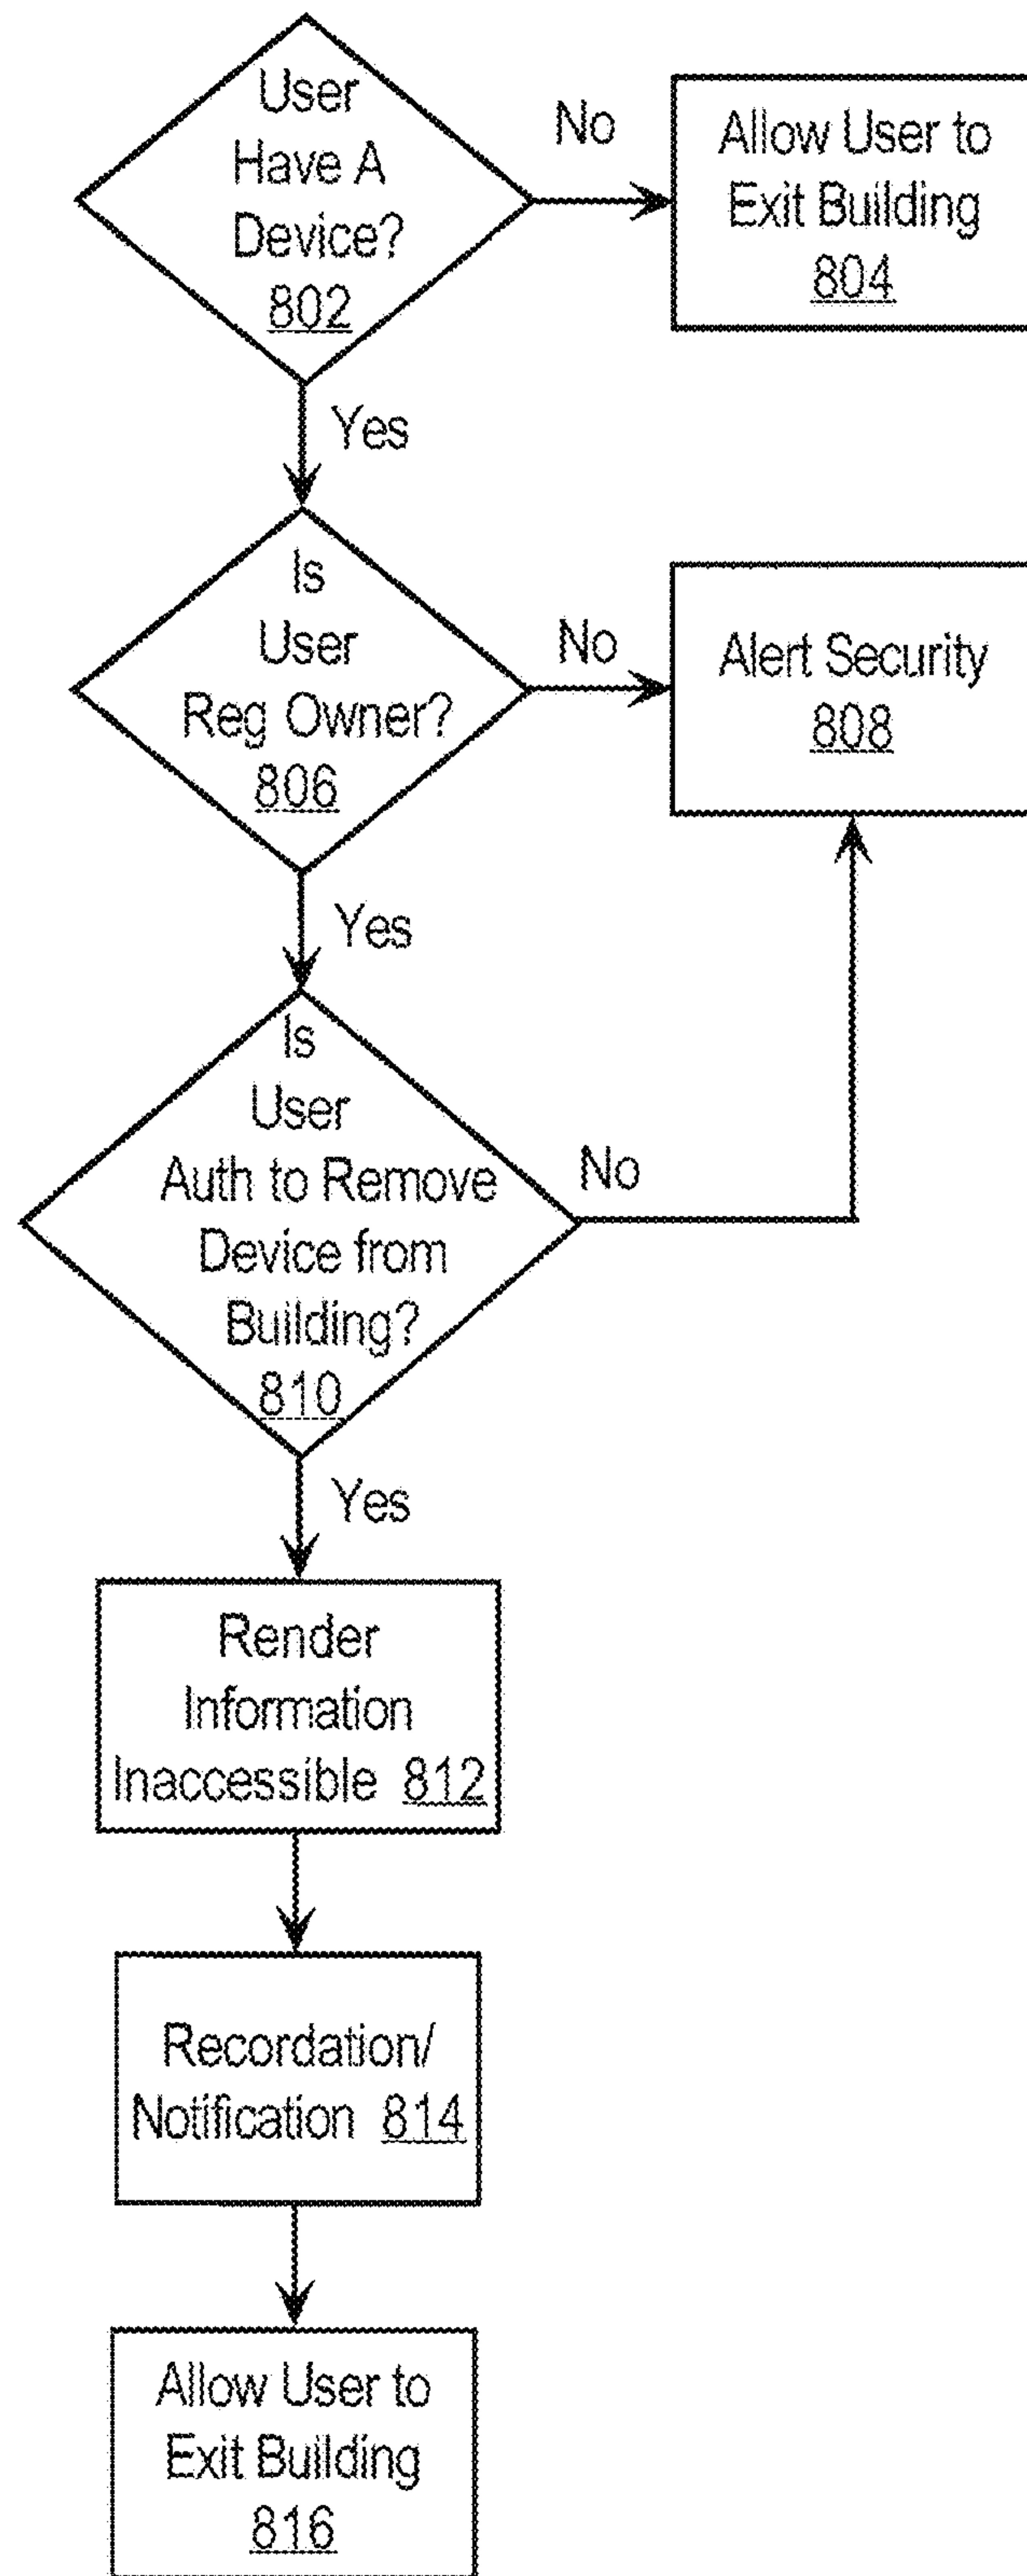 User
Have A
Device?
802
No
Allow User to
Exit Building
804
Yes
Is
User
Reg Owner?
806
No
Alert Security
808
Yes
Is
User
Auth to Remove
Device from
Building?
810
No
Yes
Render
Information
Inaccessible 812
Recordation/
Notification 814
Allow User to
Exit Building
816